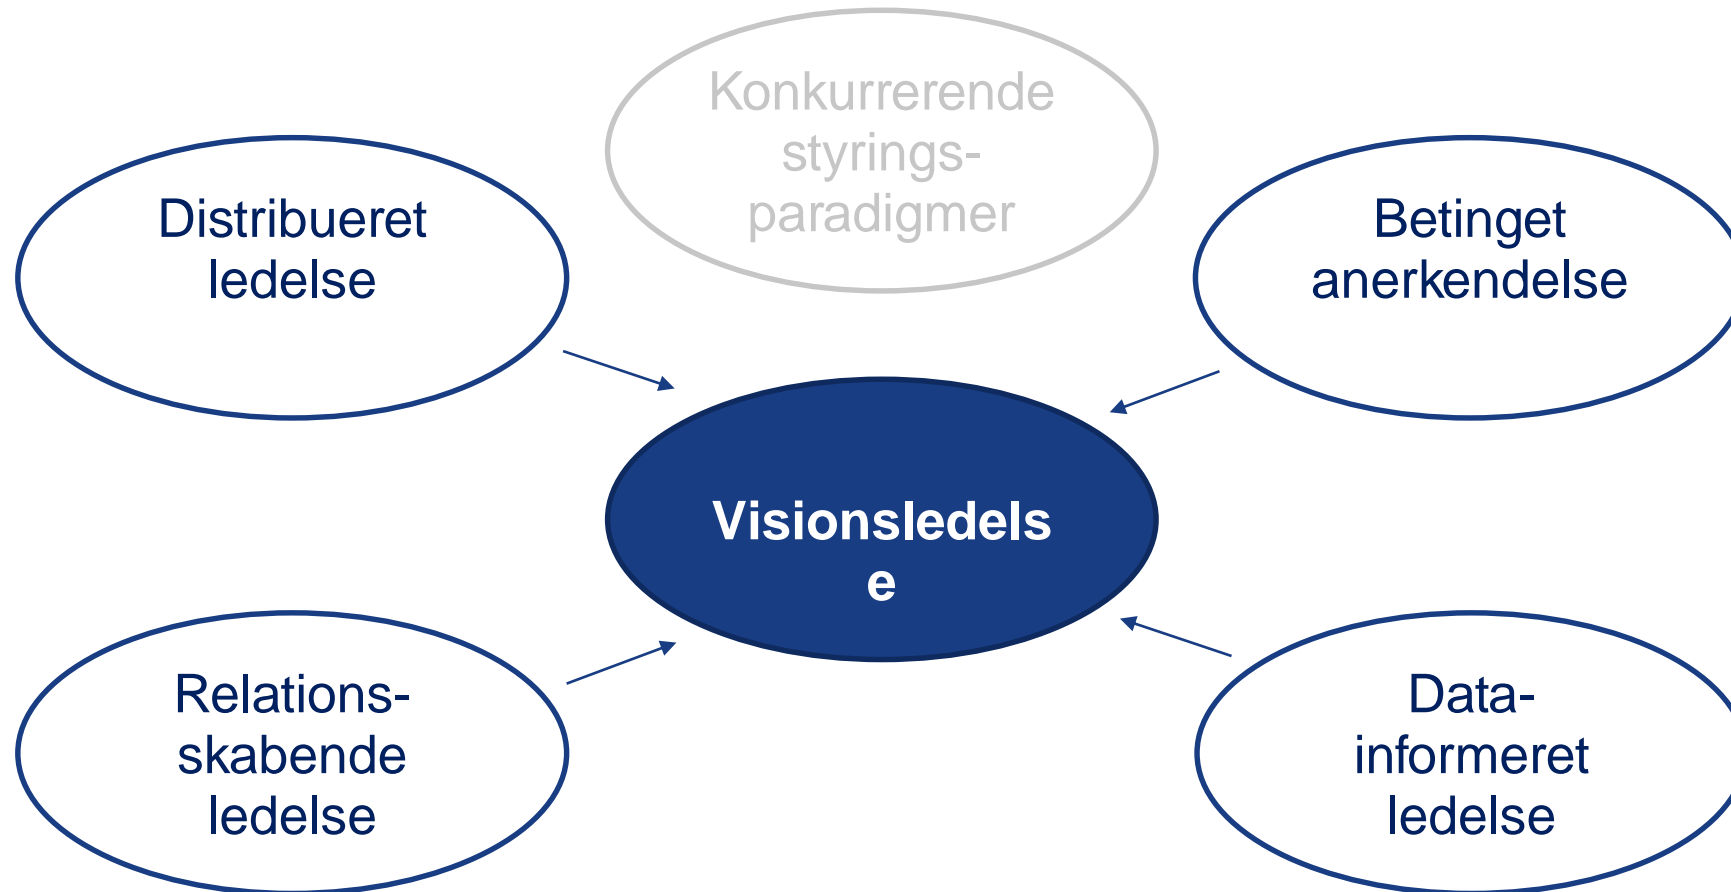 Konkurrerende
styrings-
paradigmer
Distribueret
ledelse
Betinget
anerkendelse
Visionsledels
e
Relations-
skabende
ledelse
Data-
informeret
ledelse